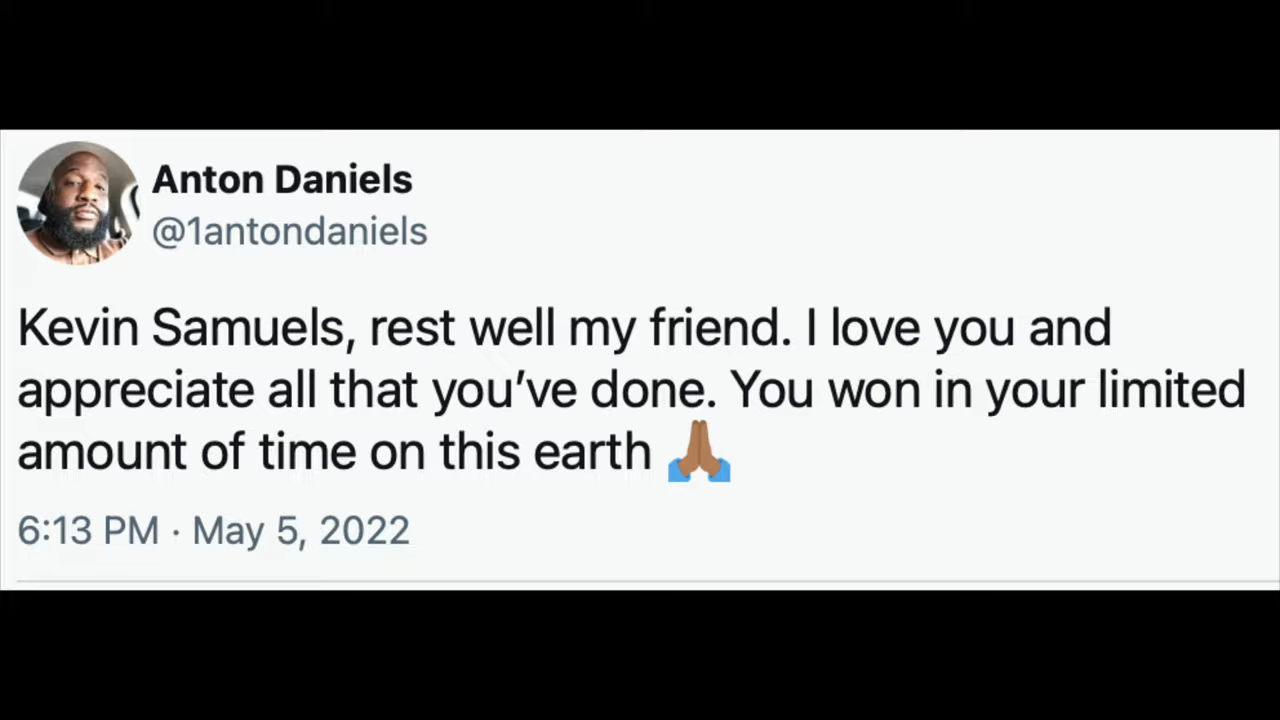 Anton Daniels
@1antondaniels
Kevin Samuels, rest well my friend. I love you and
appreciate all that you’ve done. You won in your limited
amount of time on this earth 🙏🏾
6:13 PM · May 5, 2022